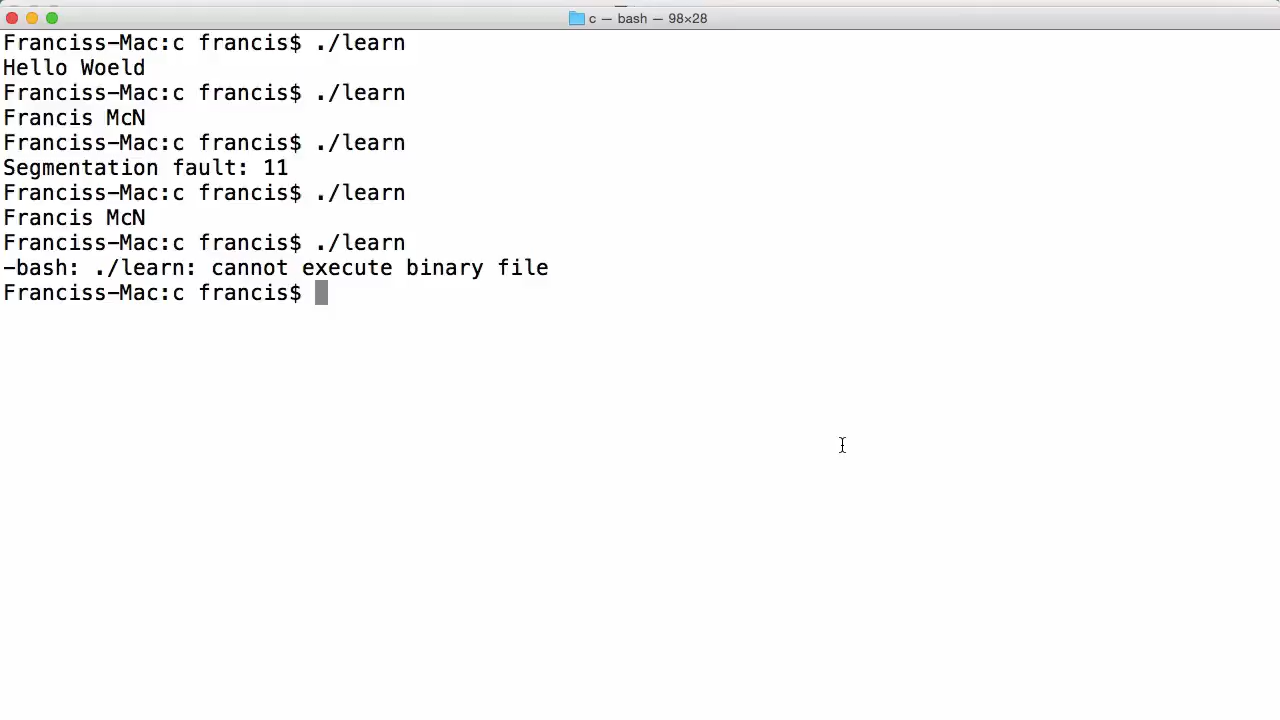 c — bash — 98×28
Franciss-Mac:c francis$ ./learn
Hello Woeld
Franciss-Mac:c francis$ ./learn
Francis McN
Franciss-Mac:c francis$ ./learn
Segmentation fault: 11
Franciss-Mac:c francis$ ./learn
Francis McN
Franciss-Mac:c francis$ ./learn
-bash: ./learn: cannot execute binary file
Franciss-Mac:c francis$